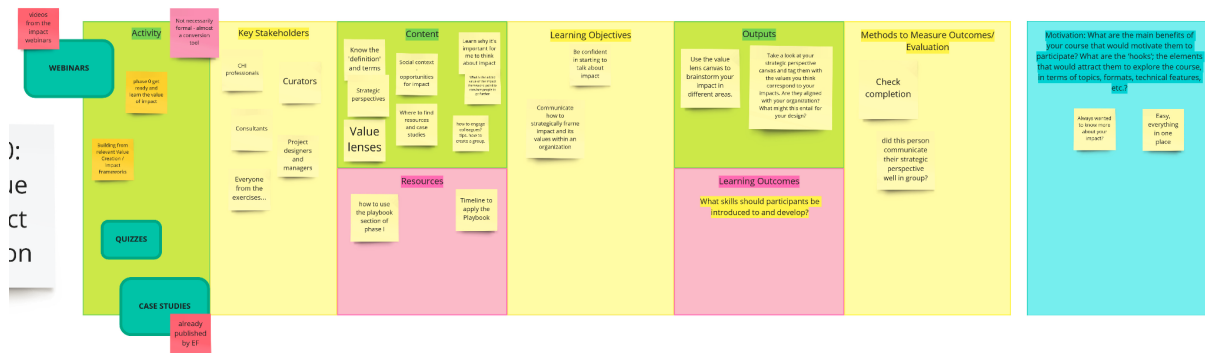 videos
from the
impact
webinars
WEBINARS
Activity
Not necessarily
formal - almost
a conversion
tool
phase 0 get
ready and
learn the value
of impact
Building from
relevant Value
Creation /
Impact
frameworks
QUIZZES
CASE STUDIES
already
published
by EF
0:
ue
ct
on
Key Stakeholders
CHI
professionals
Curators
Consultants
Project
designers
and
managers
Everyone
from the
exercises...
Content
Know the
'definition'
and terms
Social context
opportunities
for impact
Learn why it's
important for
me to think
about impact
Strategic
perspectives
Where to find
resources
and case
studies
Value
lenses
how to engage
colleagues?
tips, how to
create a group.
Resources
how to use
the playbook
section of
phase I
Timeline to
apply the
Playbook
Learning Objectives
Be confident
in starting to
talk about
impact
Communicate
how to
strategically frame
impact and its
values within an
organization
Outputs
Use the value
lens canvas to
brainstorm your
impact in
different areas.
Take a look at your
strategic perspective
canvas and tag them with
the values you think
correspond to your
impacts. Are they aligned
with your organization?
What might this entail for
your design?
Learning Outcomes
What skills should participants be
introduced to and develop?
Methods to Measure Outcomes/
Evaluation
Check
completion
did this person
communicate
their strategic
perspective
well in group?
Motivation: What are the main benefits of
your course that would motivate them to
participate? What are the 'hooks'; the elements
that would attract them to explore the course,
in terms of topics, formats, technical features,
etc.?
Always wanted
to know more
about your
impact?
Easy,
everything
in one
place